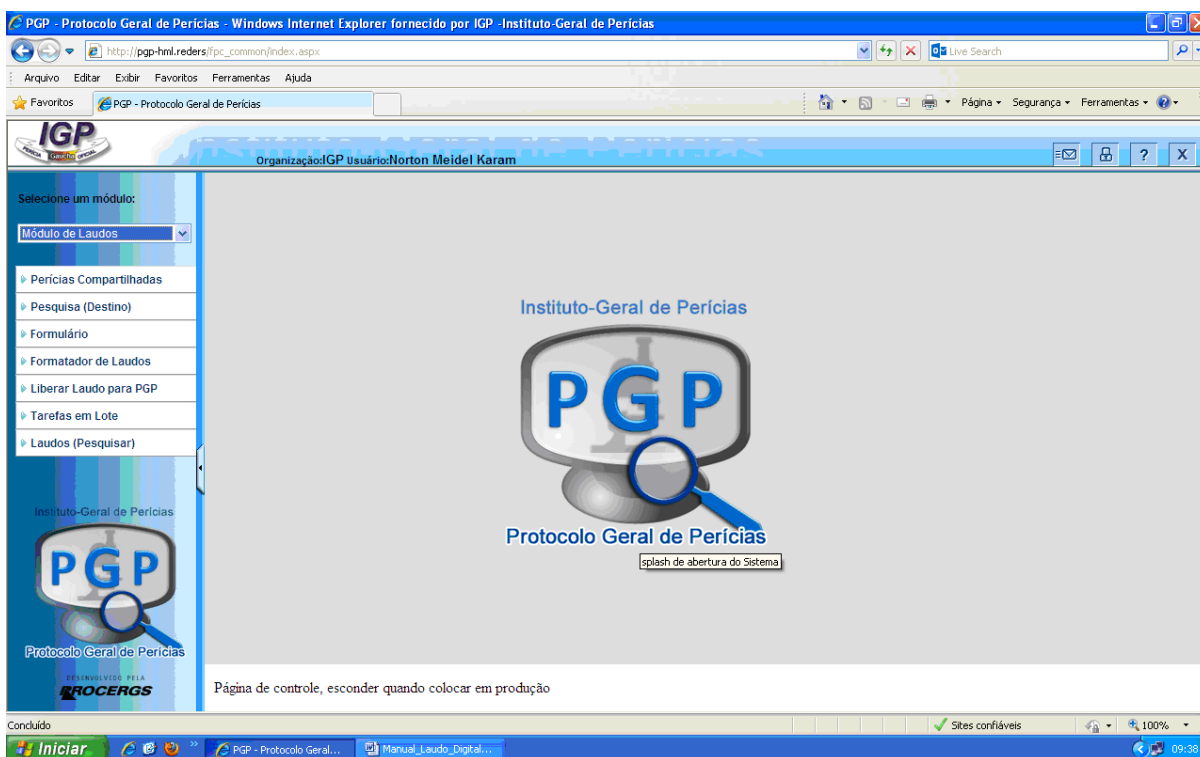 PGP - Protocolo Geral de Perícias - Windows Internet Explorer fornecido por IGP -Instituto-Geral de Perícias
http://pgp-hml.reders/fpc_common/index.aspx
Live Search
Arquivo Editar Exibir Favoritos Ferramentas Ajuda
Favoritos PGP - Protocolo Geral de Perícias Página Segurança Ferramentas
IGP
Organização:IGP Usuário:Norton Meidel Karam
? X
Selecione um módulo:
Módulo de Laudos
Perícias Compartilhadas
Pesquisa (Destino)
Formulário
Formatador de Laudos
Liberar Laudo para PGP
Tarefas em Lote
Laudos (Pesquisar)
Instituto-Geral de Perícias
PGP
Protocolo Geral de Perícias
DESENVOLVIDO PELA
PROCERGS
Instituto-Geral de Perícias
PGP
Protocolo Geral de Perícias
splash de abertura do Sistema
Página de controle, esconder quando colocar em produção
Concluído Sites confiáveis 100%
Iniciar PGP - Protocolo Geral... Manual_Laudo_Digital... 09:38